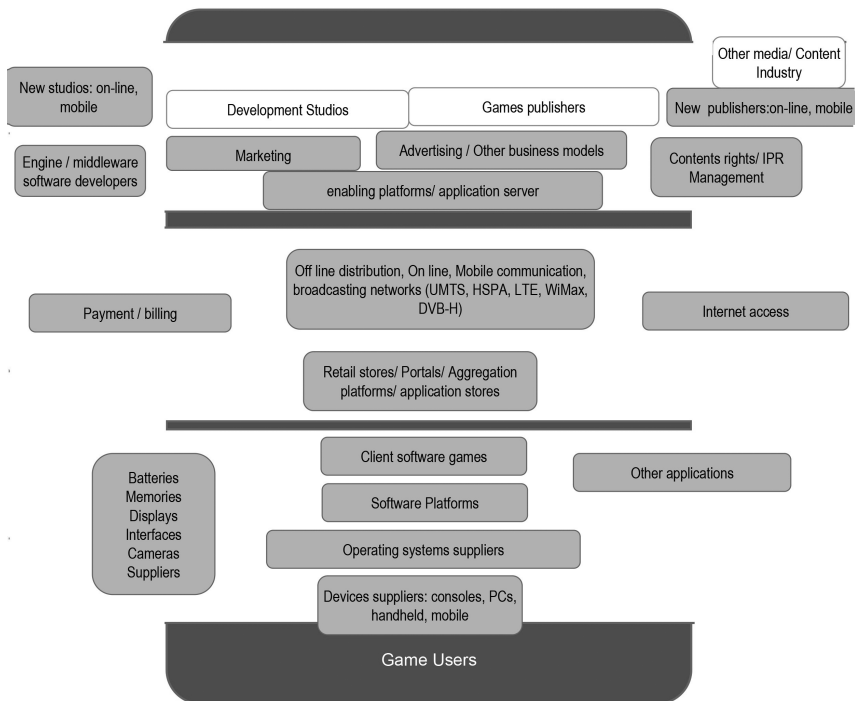 Other media/ Content
Industry
New studios: on-line,
mobile
Development Studios
Games publishers
New  publishers:on-line, mobile
Engine / middleware
software developers
Marketing
Advertising / Other business models
Contents rights/ IPR
Management
enabling platforms/ application server
Off line distribution, On line, Mobile communication,
broadcasting networks (UMTS, HSPA, LTE, WiMax,
DVB-H)
Payment / billing
Internet access
Retail stores/ Portals/ Aggregation
platforms/ application stores
Client software games
Other applications
Batteries
Memories
Displays
Interfaces
Cameras
Suppliers
Software Platforms
Operating systems suppliers
Devices suppliers: consoles, PCs,
handheld, mobile
Game Users